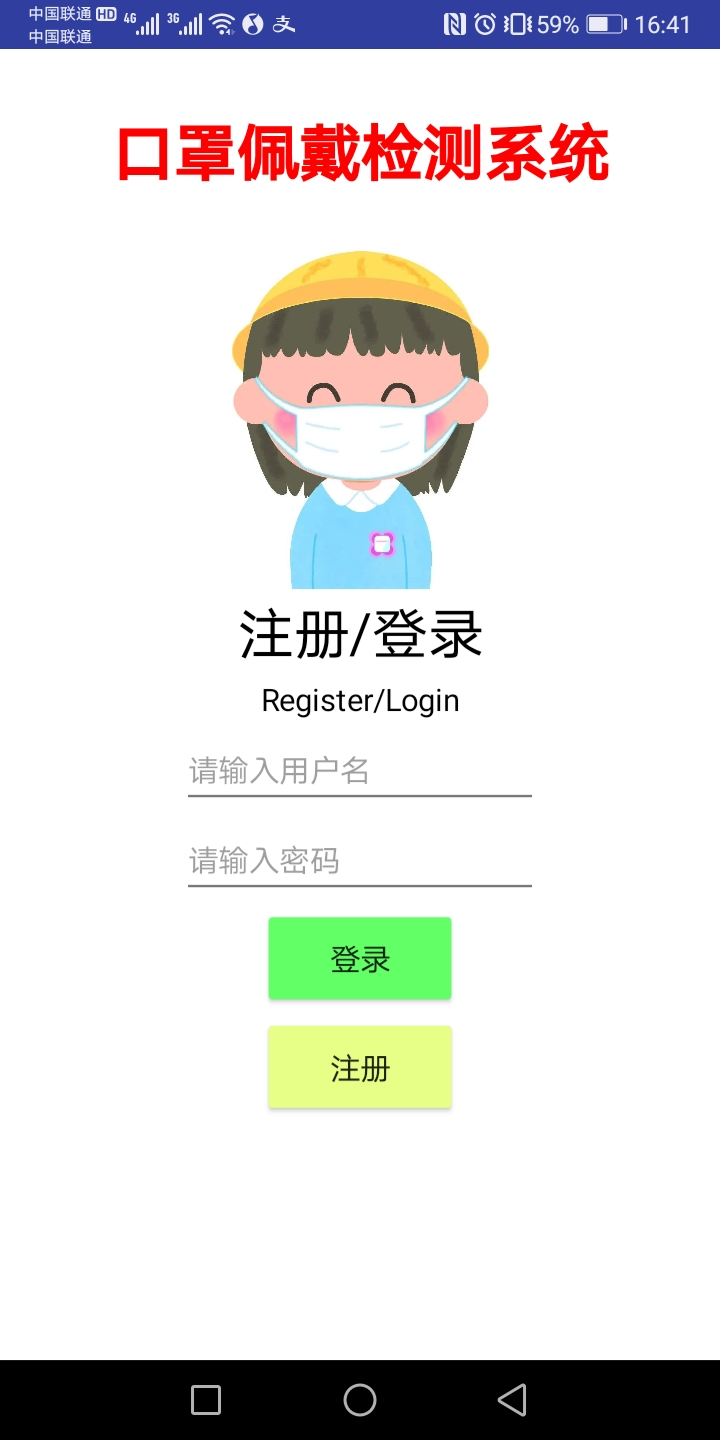 中国联通 HD 4G 3G 支 59% 16:41
中国联通
口罩佩戴检测系统
注册/登录
Register/Login
请输入用户名
请输入密码
登录
注册